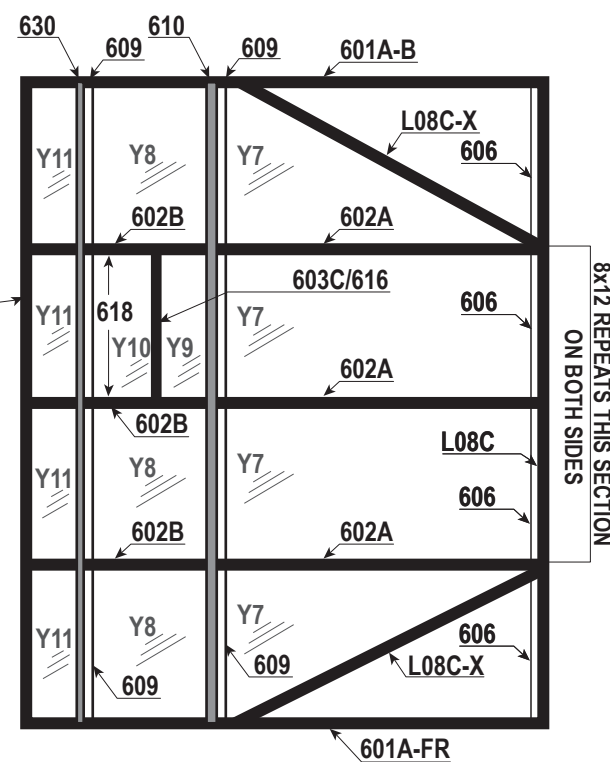 630
609
610
609
601A-B
L08C-X
Y11
Y8
Y7
606
602B
602A
603C/616
Y11
618
Y7
606
Y10
Y9
602A
602B
8x12 REPEATS THIS SECTION
ON BOTH SIDES
L08C
Y11
Y8
Y7
606
602B
602A
Y11
Y8
Y7
606
609
609
L08C-X
601A-FR